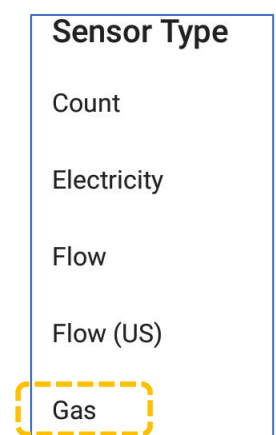 Sensor Type
Count
Electricity
Flow
Flow (US)
Gas